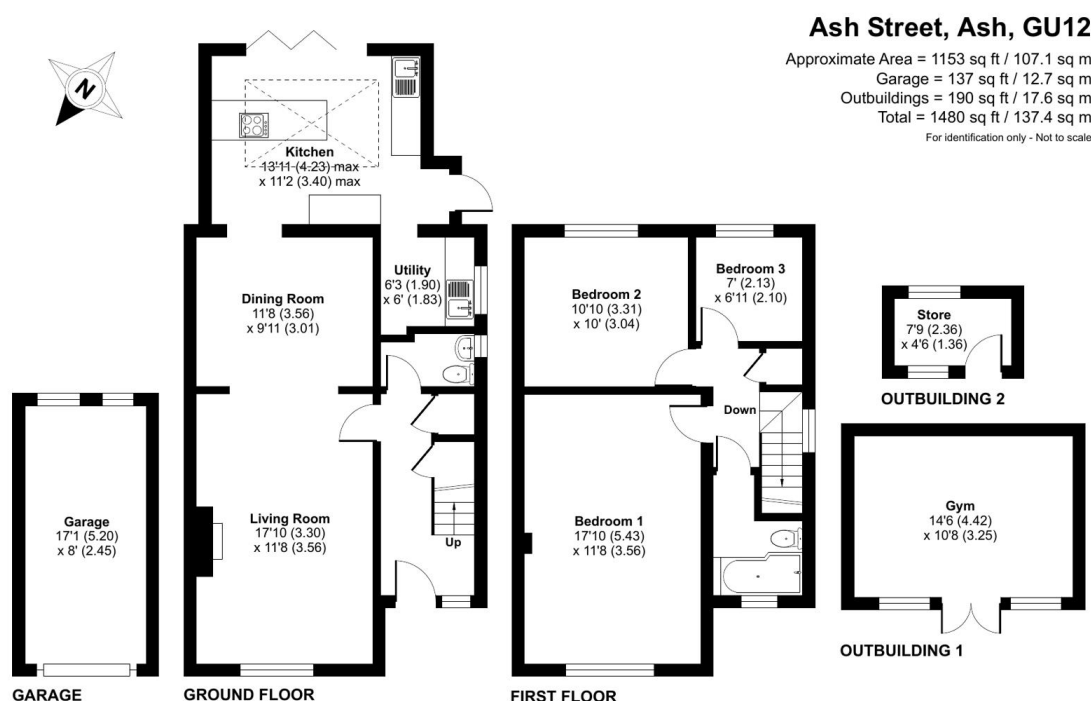 Ash Street, Ash, GU12
Approximate Area = 1153 sq ft / 107.1 sq m
Garage = 137 sq ft / 12.7 sq m
Outbuildings = 190 sq ft / 17.6 sq m
Total = 1480 sq ft / 137.4 sq m
For identification only - Not to scale
N
Kitchen
13'11 (4.23) max
x 11'2 (3.40) max
Utility
6'3 (1.90)
x 6' (1.83)
Dining Room
11'8 (3.56)
x 9'11 (3.01)
Living Room
17'10 (3.30)
x 11'8 (3.56)
Up
GROUND FLOOR
Garage
17'1 (5.20)
x 8' (2.45)
GARAGE
Bedroom 2
10'10 (3.31)
x 10' (3.04)
Bedroom 3
7' (2.13)
x 6'11 (2.10)
Down
Bedroom 1
17'10 (5.43)
x 11'8 (3.56)
FIRST FLOOR
Store
7'9 (2.36)
x 4'6 (1.36)
OUTBUILDING 2
Gym
14'6 (4.42)
x 10'8 (3.25)
OUTBUILDING 1